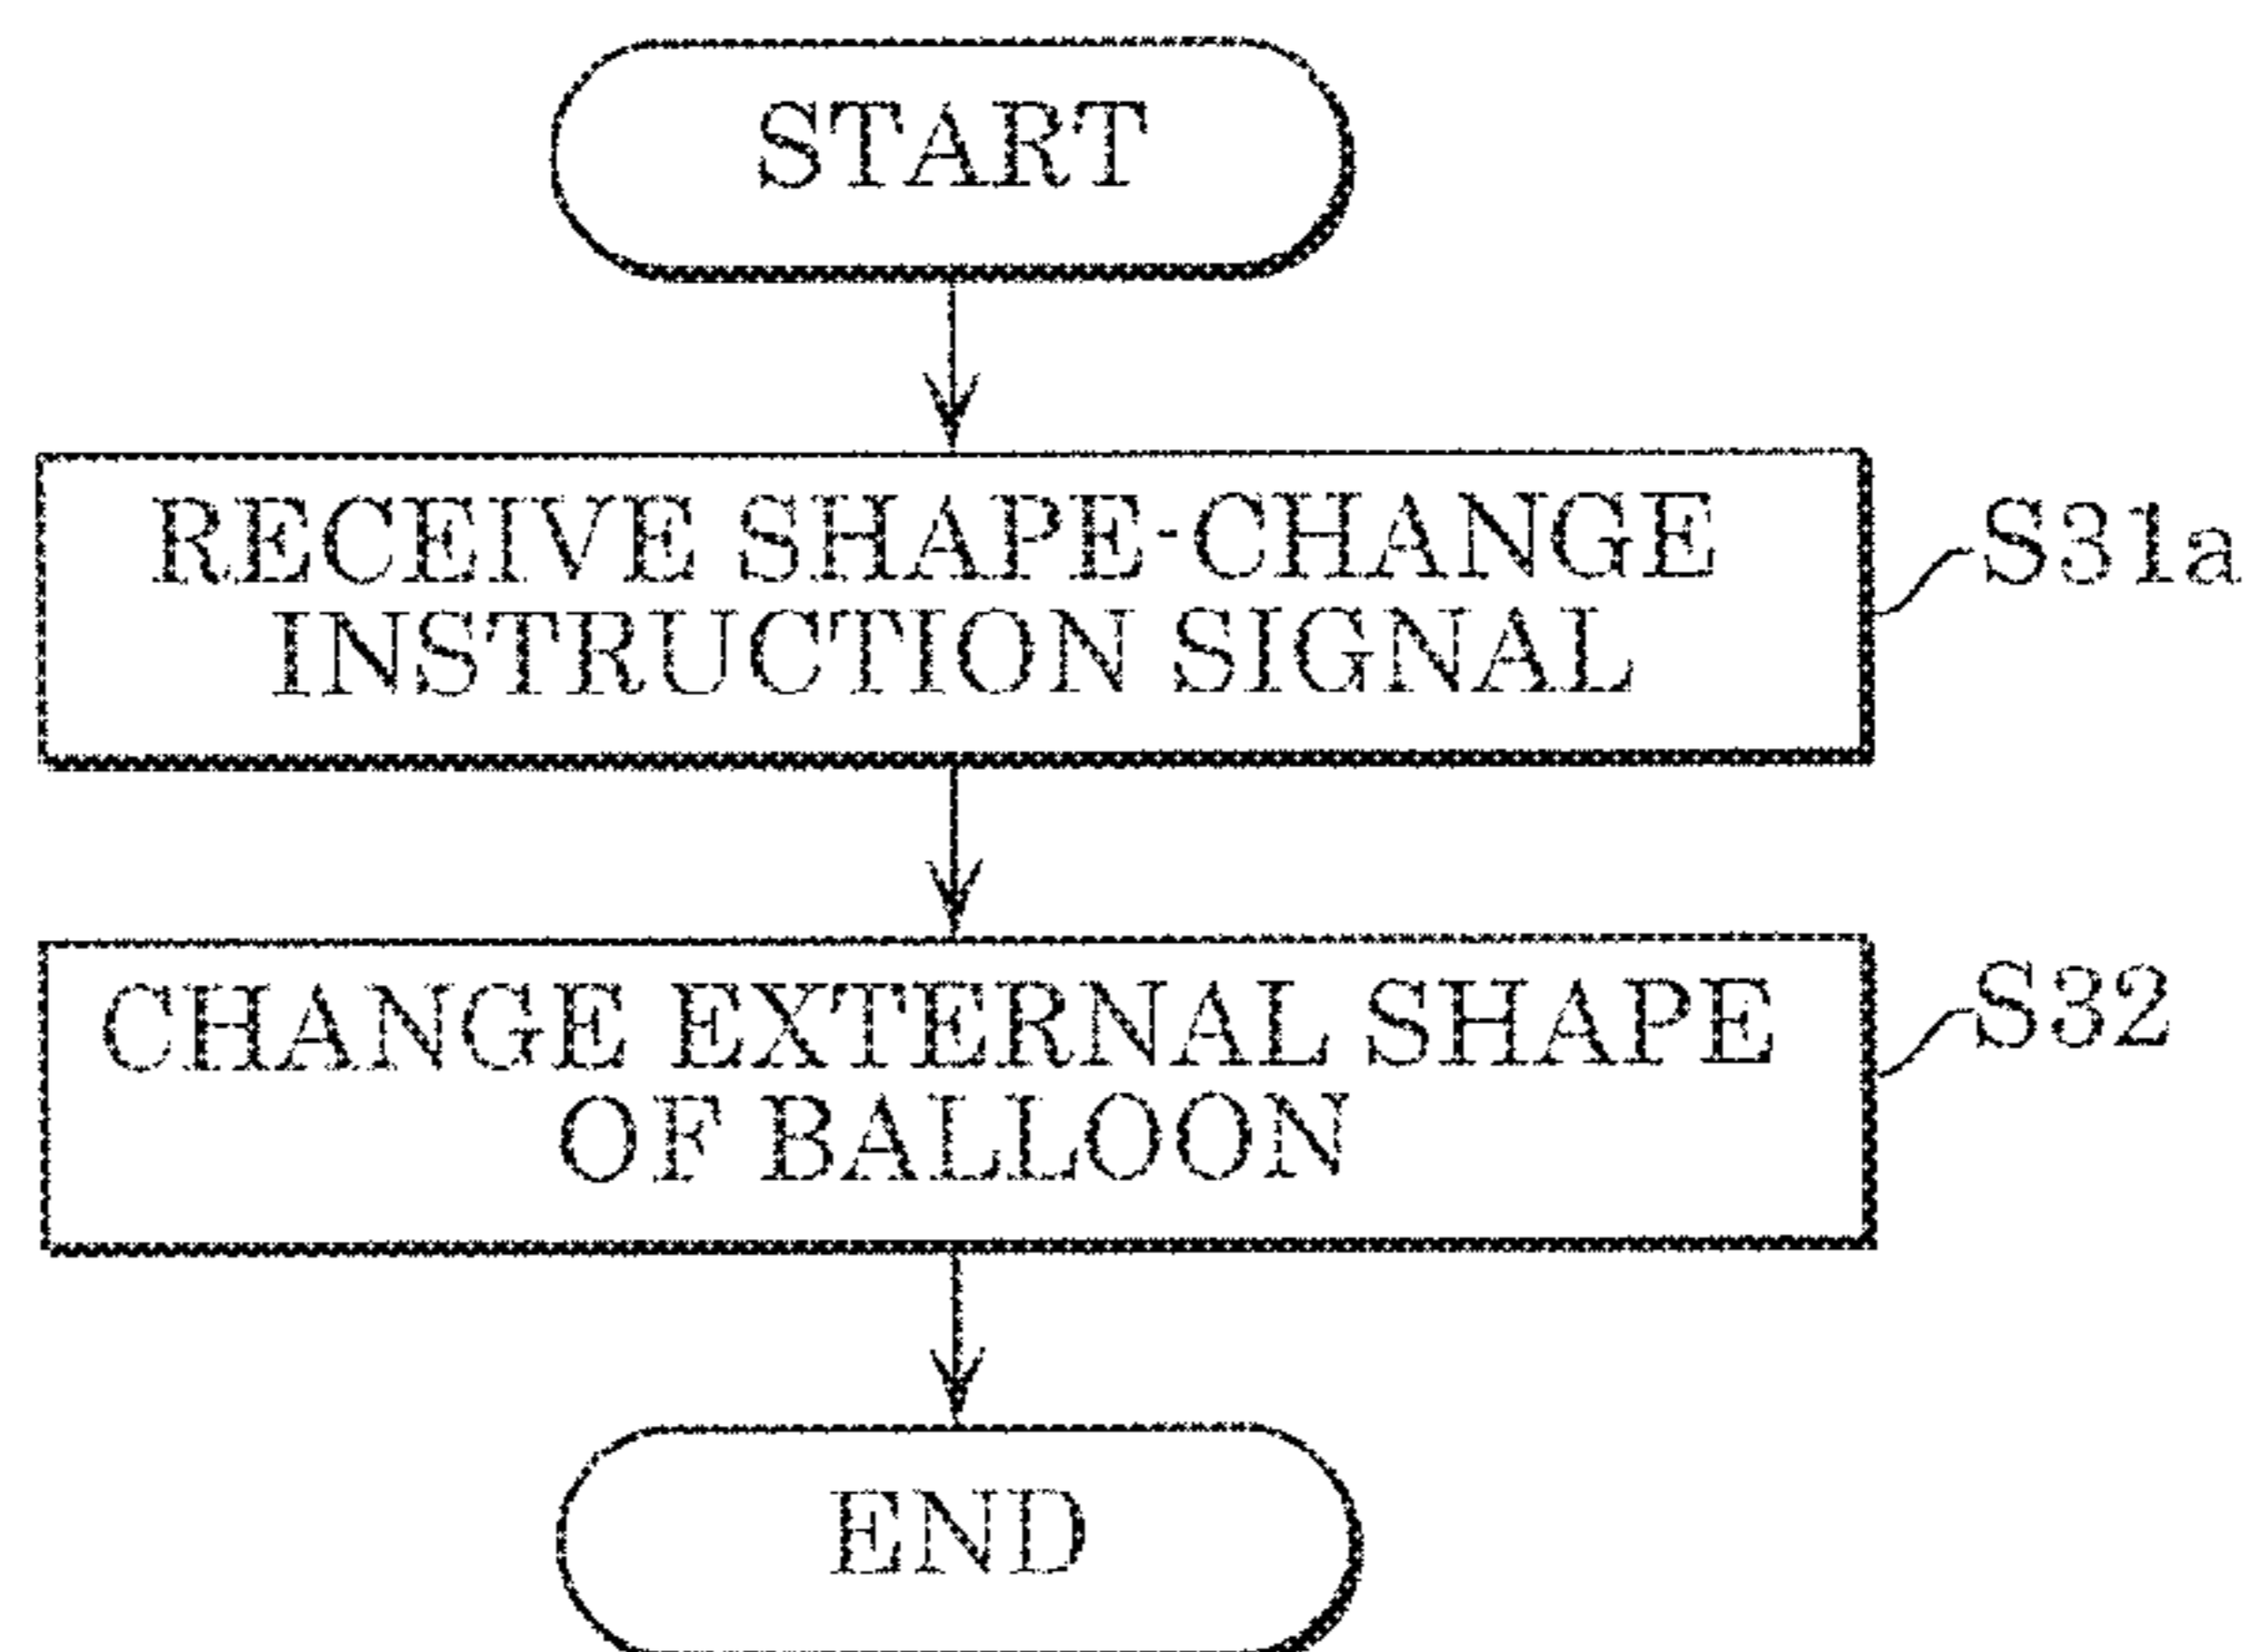 START
RECEIVE SHAPE-CHANGE
INSTRUCTION SIGNAL
S31a
CHANGE EXTERNAL SHAPE
OF BALLOON
S32
END